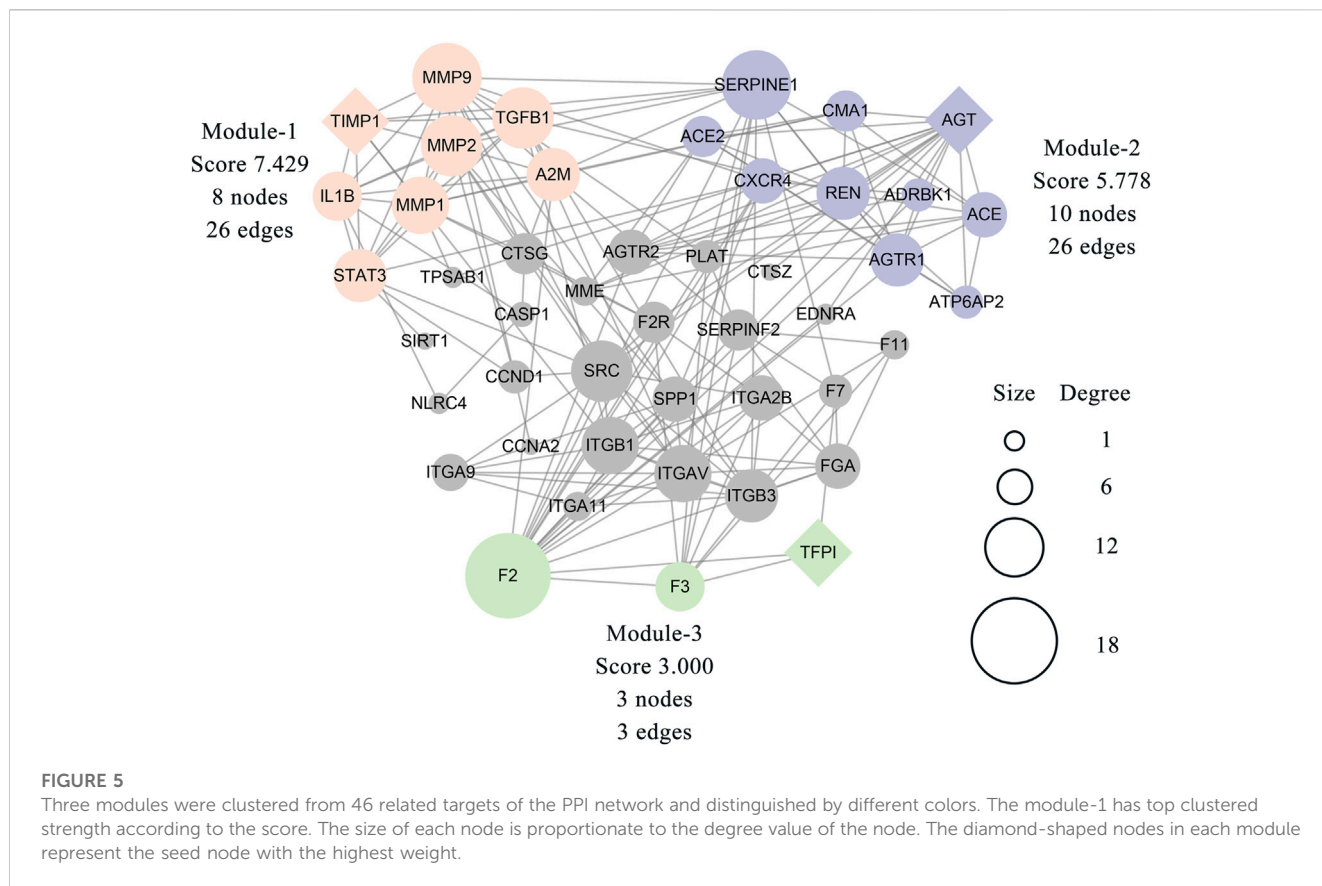 MMP9
SERPINE1
TIMP1
TGFB1
CMA1
AGT
Module-1
Score 7.429
8 nodes
26 edges
MMP2
ACE2
Module-2
Score 5.778
10 nodes
26 edges
A2M
CXCR4
IL1B
MMP1
REN
ADRBK1
ACE
CTSG
AGTR2
PLAT
AGTR1
STAT3
TPSAB1
CTSZ
MME
ATP6AP2
CASP1
F2R
SERPINF2
EDNRA
SIRT1
F11
SRC
CCND1
NLRC4
SPP1
ITGA2B
F7
Size Degree
1
6
12
18
CCNA2
ITGB1
ITGA9
ITGAV
FGA
ITGA11
ITGB3
TFPI
F2
F3
Module-3
Score 3.000
3 nodes
3 edges
FIGURE 5
Three modules were clustered from 46 related targets of the PPI network and distinguished by different colors. The module-1 has top clustered
strength according to the score. The size of each node is proportionate to the degree value of the node. The diamond-shaped nodes in each module
represent the seed node with the highest weight.